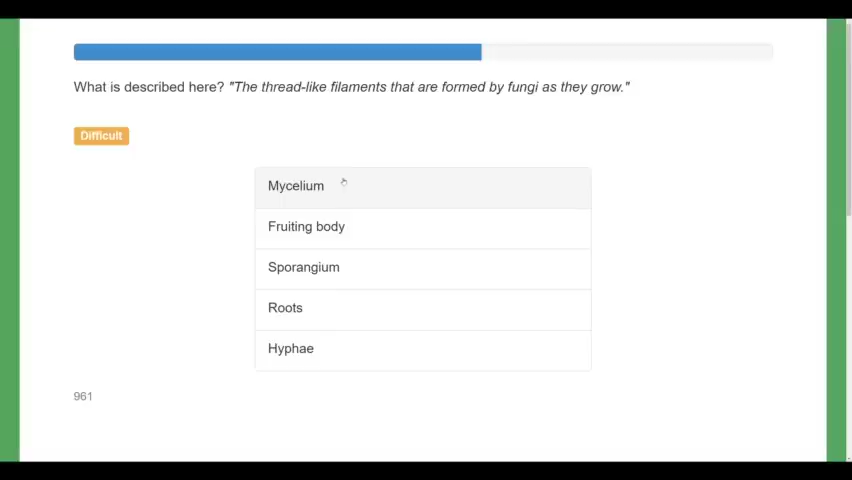 What is described here? "The thread-like filaments that are formed by fungi as they grow."
Difficult
Mycelium
Fruiting body
Sporangium
Roots
Hyphae
961